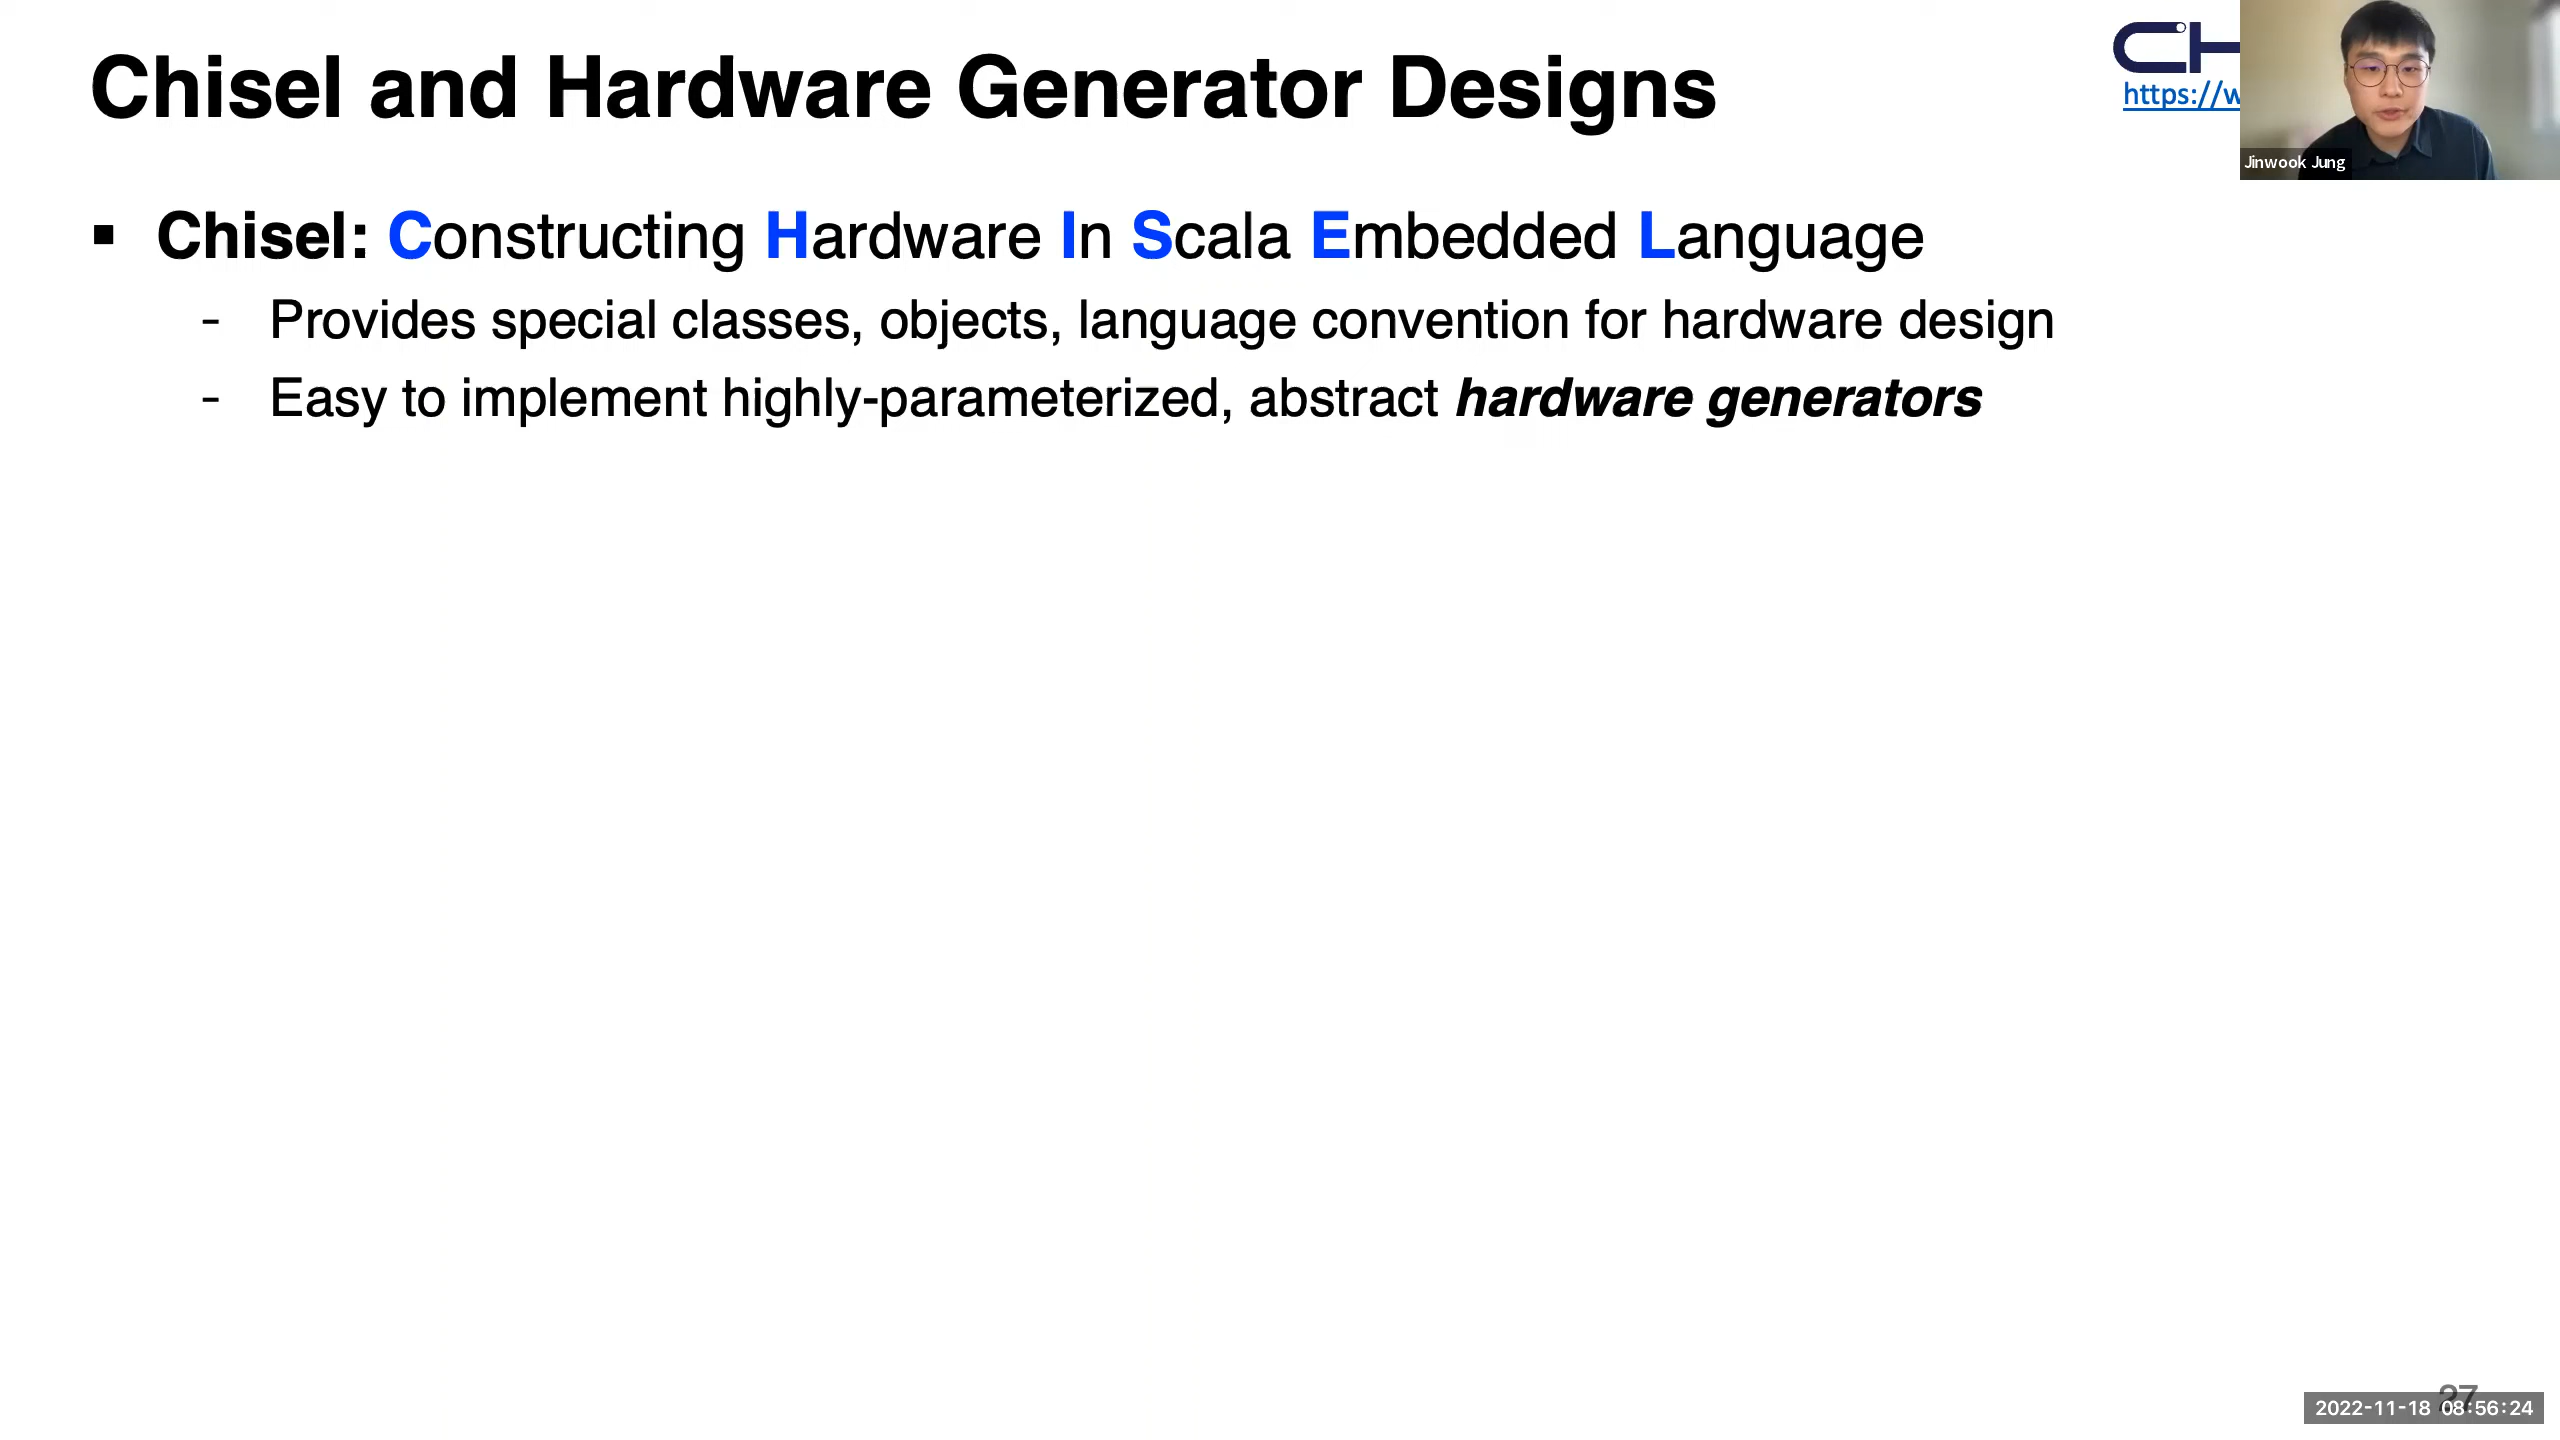 Chisel and Hardware Generator Designs
CH
https://w
Jinwook Jung
▪ Chisel: Constructing Hardware In Scala Embedded Language
- Provides special classes, objects, language convention for hardware design
- Easy to implement highly-parameterized, abstract hardware generators
27
2022-11-18 08:56:24